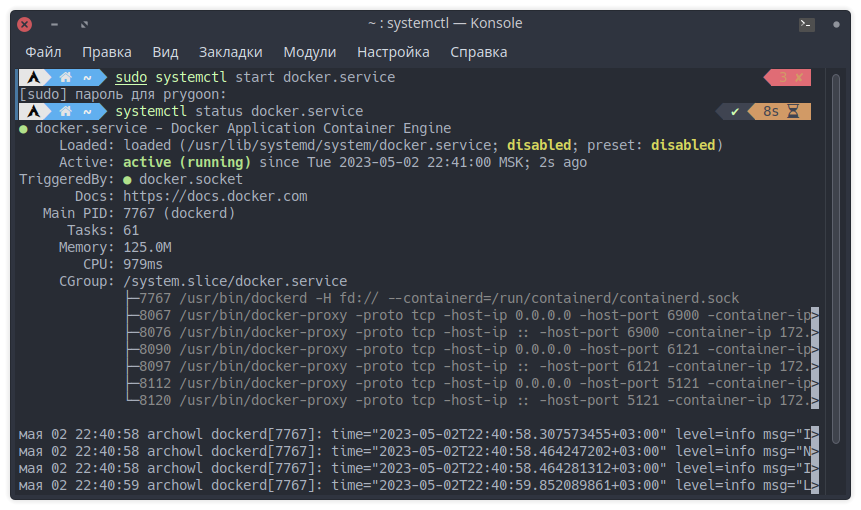 ~ : systemctl — Konsole
Файл Правка Вид Закладки Модули Настройка Справка
~ sudo systemctl start docker.service 3 ✘
[sudo] пароль для prygoon:
~ systemctl status docker.service ✔ 8s
● docker.service - Docker Application Container Engine
Loaded: loaded (/usr/lib/systemd/system/docker.service; disabled; preset: disabled)
Active: active (running) since Tue 2023-05-02 22:41:00 MSK; 2s ago
TriggeredBy: ● docker.socket
Docs: https://docs.docker.com
Main PID: 7767 (dockerd)
Tasks: 61
Memory: 125.0M
CPU: 979ms
CGroup: /system.slice/docker.service
├─7767 /usr/bin/dockerd -H fd:// --containerd=/run/containerd/containerd.sock
├─8067 /usr/bin/docker-proxy -proto tcp -host-ip 0.0.0.0 -host-port 6900 -container-ip>
├─8076 /usr/bin/docker-proxy -proto tcp -host-ip :: -host-port 6900 -container-ip 172.>
├─8090 /usr/bin/docker-proxy -proto tcp -host-ip 0.0.0.0 -host-port 6121 -container-ip>
├─8097 /usr/bin/docker-proxy -proto tcp -host-ip :: -host-port 6121 -container-ip 172.>
├─8112 /usr/bin/docker-proxy -proto tcp -host-ip 0.0.0.0 -host-port 5121 -container-ip>
└─8120 /usr/bin/docker-proxy -proto tcp -host-ip :: -host-port 5121 -container-ip 172.>
мая 02 22:40:58 archowl dockerd[7767]: time="2023-05-02T22:40:58.307573455+03:00" level=info msg="I>
мая 02 22:40:58 archowl dockerd[7767]: time="2023-05-02T22:40:58.464247202+03:00" level=info msg="N>
мая 02 22:40:58 archowl dockerd[7767]: time="2023-05-02T22:40:58.464281312+03:00" level=info msg="I>
мая 02 22:40:59 archowl dockerd[7767]: time="2023-05-02T22:40:59.852089861+03:00" level=info msg="L>